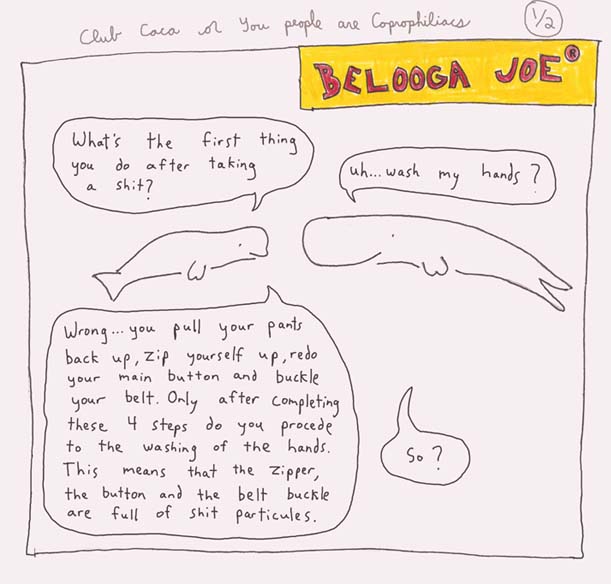 Club Caca or You people are Coprophiliacs
1/2
BELOOGA JOE®
What's the first thing
you do after taking
a shit?
uh...wash my hands?
Wrong...you pull your pants
back up, zip yourself up, redo
your main button and buckle
your belt. Only after completing
these 4 steps do you procede
to the washing of the hands.
This means that the zipper,
the button and the belt buckle
are full of shit particules.
So?